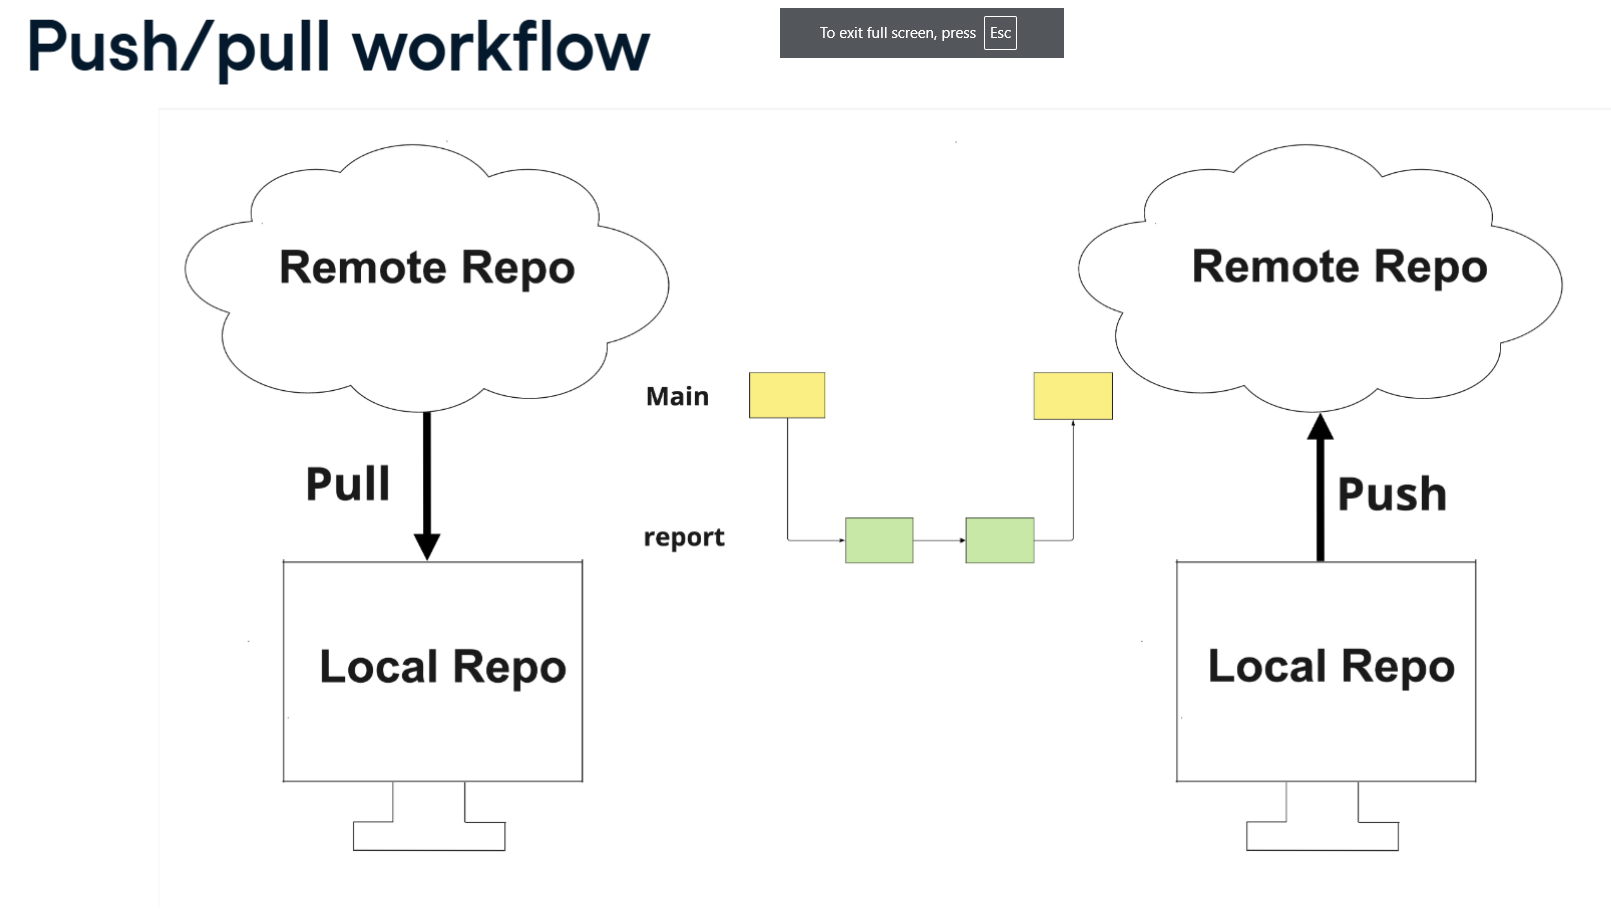 Push/pull workflow
To exit full screen, press Esc
Remote Repo
Remote Repo
Main
Pull
Push
report
Local Repo
Local Repo